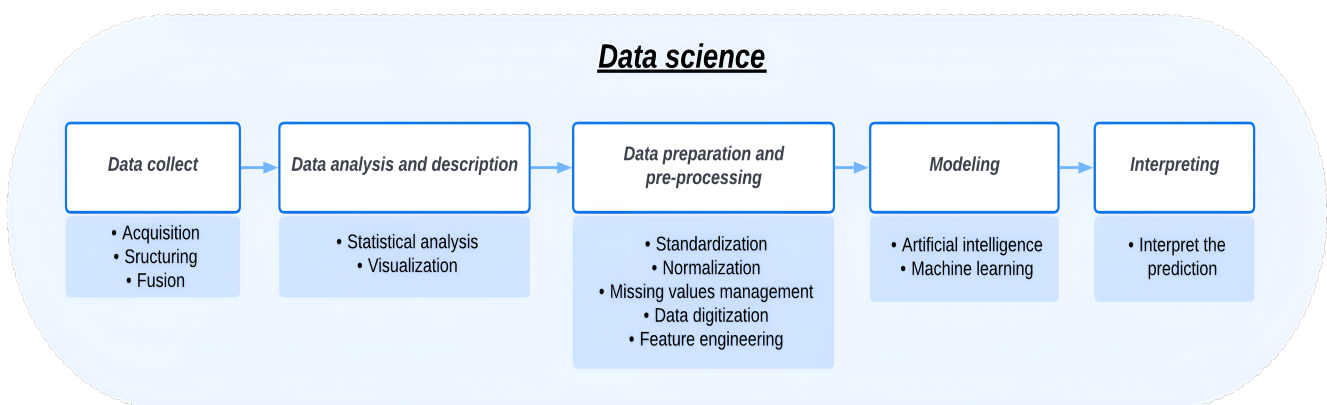 Data science
Data collect
• Acquisition
• Sructuring
• Fusion
Data analysis and description
• Statistical analysis
• Visualization
Data preparation and
pre-processing
• Standardization
• Normalization
• Missing values management
• Data digitization
• Feature engineering
Modeling
• Artificial intelligence
• Machine learning
Interpreting
• Interpret the
prediction